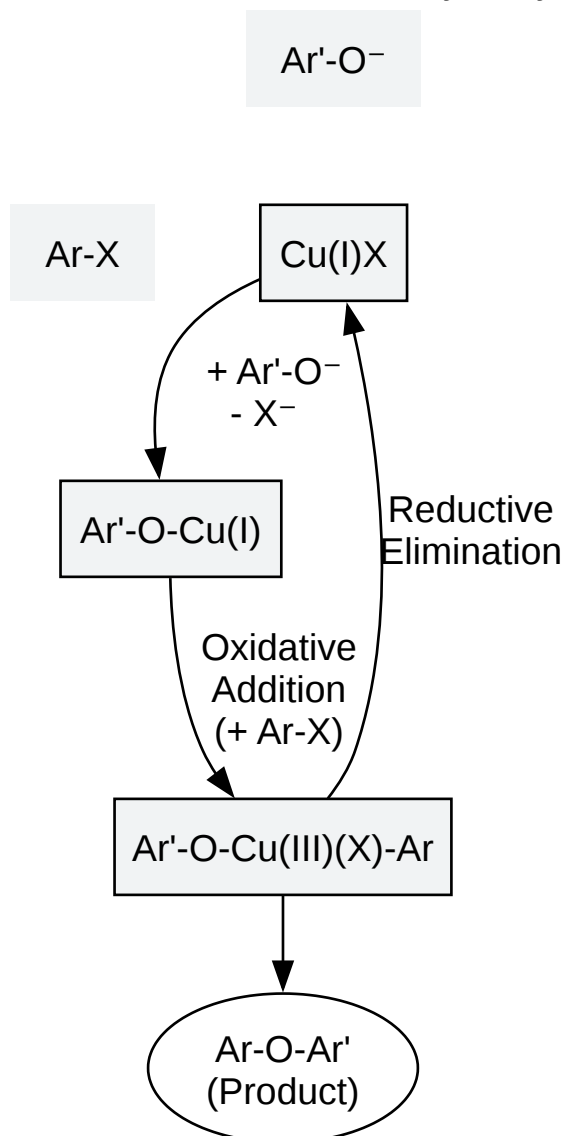 Ar'-O⁻
Ar-X
Cu(I)X
+ Ar'-O⁻
- X⁻
Ar'-O-Cu(I)
Reductive
Elimination
Oxidative
Addition
(+ Ar-X)
Ar'-O-Cu(III)(X)-Ar
Ar-O-Ar'
(Product)